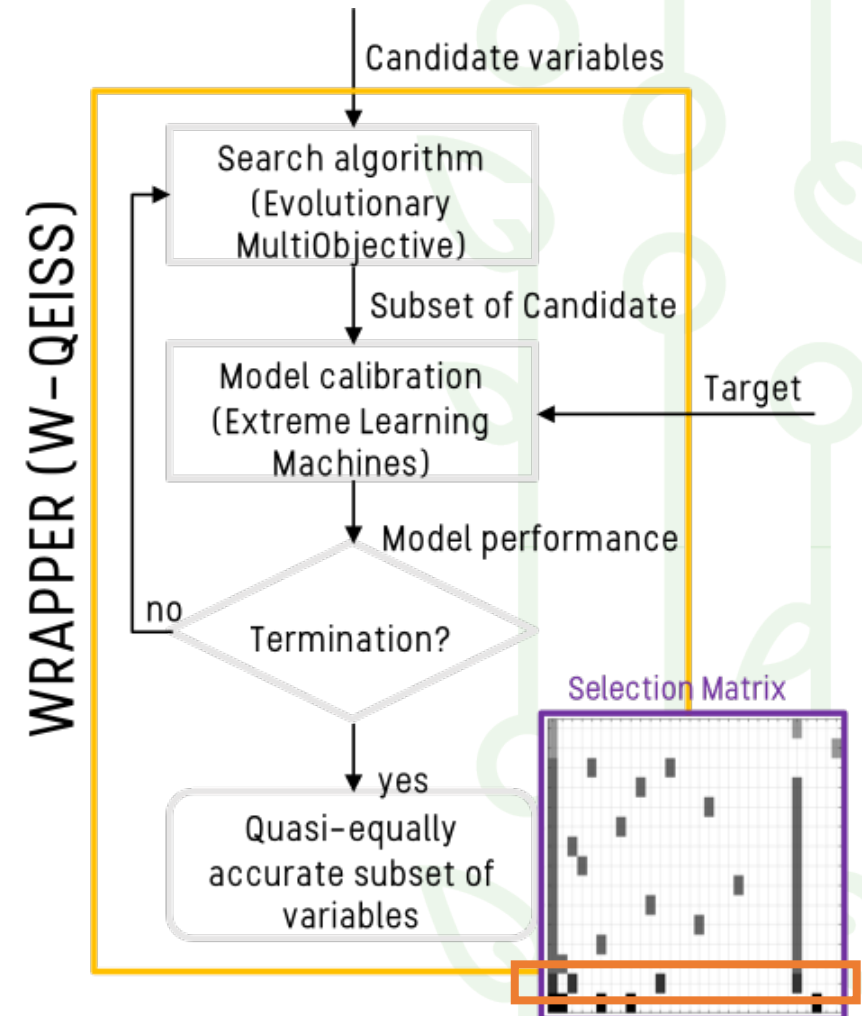 Candidate variables
Search algorithm
(Evolutionary
MultiObjective)
Subset of Candidate
Model calibration
(Extreme Learning
Machines)
Target
Model performance
no
Termination?
yes
Quasi-equally
accurate subset of
variables
Selection Matrix
WRAPPER (W-QEISS)